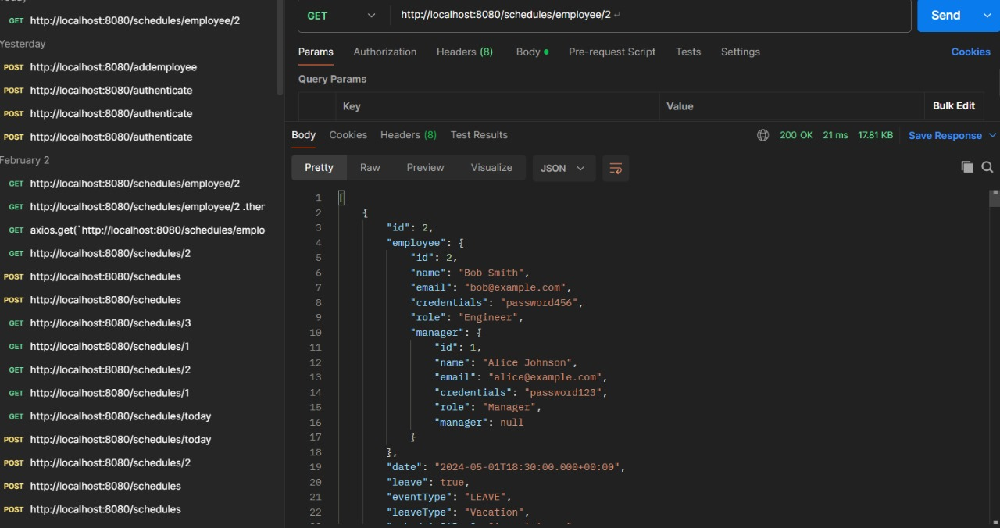 Today
GET http://localhost:8080/schedules/employee/2
Yesterday
POST http://localhost:8080/addemployee
POST http://localhost:8080/authenticate
POST http://localhost:8080/authenticate
POST http://localhost:8080/authenticate
February 2
GET http://localhost:8080/schedules/employee/2
GET http://localhost:8080/schedules/employee/2 .ther
GET axios.get(`http://localhost:8080/schedules/emplo
GET http://localhost:8080/schedules/2
POST http://localhost:8080/schedules
POST http://localhost:8080/schedules
GET http://localhost:8080/schedules/3
GET http://localhost:8080/schedules/1
GET http://localhost:8080/schedules/2
GET http://localhost:8080/schedules/1
GET http://localhost:8080/schedules/today
POST http://localhost:8080/schedules/today
POST http://localhost:8080/schedules/2
POST http://localhost:8080/schedules
POST http://localhost:8080/schedules
GET http://localhost:8080/schedules/employee/2 Send
Params Authorization Headers (8) Body Pre-request Script Tests Settings Cookies
Query Params
Key Value Bulk Edit
Body Cookies Headers (8) Test Results 200 OK 21 ms 17.81 KB Save Response
Pretty Raw Preview Visualize JSON
1 [
2 {
3 "id": 2,
4 "employee": {
5 "id": 2,
6 "name": "Bob Smith",
7 "email": "bob@example.com",
8 "credentials": "password456",
9 "role": "Engineer",
10 "manager": {
11 "id": 1,
12 "name": "Alice Johnson",
13 "email": "alice@example.com",
14 "credentials": "password123",
15 "role": "Manager",
16 "manager": null
17 }
18 },
19 "date": "2024-05-01T18:30:00.000+00:00",
20 "leave": true,
21 "eventType": "LEAVE",
22 "leaveType": "Vacation",